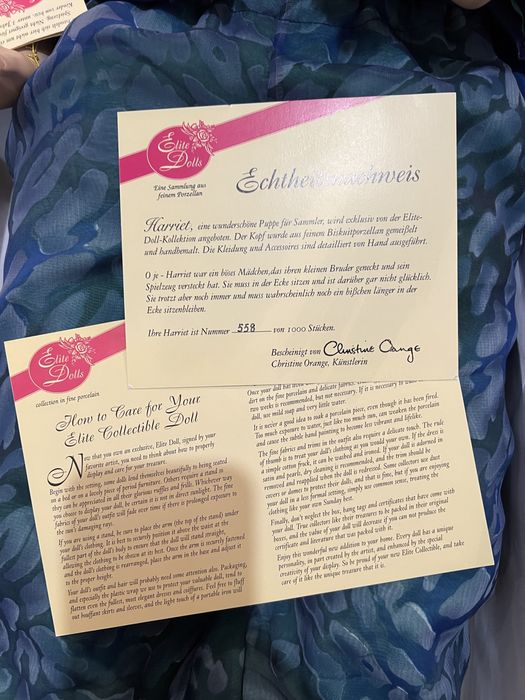 Handelt sich hier nicht um
Spielzeug. Nicht geeignet für
Kinder von bis unter 3
Elite
Dolls
Eine Sammlung aus
feinem Porzellan
Echtheitsnachweis
Harriet, eine wunderschöne Puppe für Sammler, wird exklusiv von der Elite-
Doll-Kollektion angeboten. Der Kopf wurde aus feinem Biskuitporzellan gemeißelt
und handbemalt. Die Kleidung und Accessoires sind detailliert von Hand ausgeführt.
O je - Harriet war ein böses Mädchen,das ihren kleinen Bruder geneckt und sein
Spielzeug versteckt hat. Sie muss in der Ecke sitzen und ist darüber gar nicht glücklich.
Sie trotzt aber noch immer und muss wahrscheinlich noch ein bißchen länger in der
Ecke sitzenbleiben.
Ihre Harriet ist Nummer 558 von 1000 Stücken.
Bescheinigt von Christine Orange
Christine Orange, Künstlerin
Elite
Dolls
collection in fine porcelain
How to Care for Your
Elite Collectible Doll
Now that you own an exclusive, Elite Doll, signed by your
favorite artist, you need to think about how to properly
display and care for your treasure.
Begin with the setting, some dolls lend themselves beautifully to being seated
on a bed or on a lovely piece of period furniture. Others require a stand so
they can be appreciated in all their glorious ruffles and frills. Whichever way
you choose to display your doll, be certain it is not in direct sunlight. The fine
fabrics of your doll's outfit will fade over time if there is prolonged exposure to
the sun's damaging rays.
If you are using a stand, be sure to place the arm (the top of the stand) under
your doll's clothing. It is best to securely position it about the waist at the
fullest part of the doll's body to ensure that the doll will stand straight,
allowing the clothing to be shown at its best. Once the arm is securely fastened
and the doll's clothing is rearranged, place the arm in the base and adjust it
to the proper height.
Your doll's outfit and hair will probably need some attention also. Packaging,
and especially the plastic wrap we use to protect your valuable doll, tend to
flatten even the fullest, most elegant dresses and coiffures. Feel free to fluff
out bouffant skirts and sleeves, and the light touch of a portable iron will
Once your doll has
dirt on the fine porcelain and delicate fabrics.
two weeks is recommended, but not necessary. If it is necessary to
doll, use mild soap and very little water.
It is never a good idea to soak a porcelain piece, even though it has been fired.
Too much exposure to water, just like too much sun, can weaken the porcelain
and cause the subtle hand painting to become less vibrant and lifelike.
The fine fabrics and trims in the outfit also require a delicate touch. The rule
of thumb is to treat your doll's clothing as you would your own. If the dress is
a simple cotton frock, it can be washed and ironed. If your doll is adorned in
satin and pearls, dry cleaning is recommended, and the trim should be
removed and reapplied when the doll is redressed. Some collectors use dust
covers or domes to protect their dolls, and that is fine, but if you are enjoying
your doll in a less formal setting, simply use common sense, treating the
clothing like your own Sunday best.
Finally, don't neglect the box, hang tags and certificates that have come with
your doll. True collectors like their treasures to be packed in their original
boxes, and the value of your doll will decrease if you can not produce the
certificate and literature that was packed with it.
Enjoy this wonderful new addition to your home. Every doll has a unique
personality, in part created by the artist, and enhanced by the special
creativity of your display. So be proud of your new Elite Collectible, and take
care of it like the unique treasure that it is.